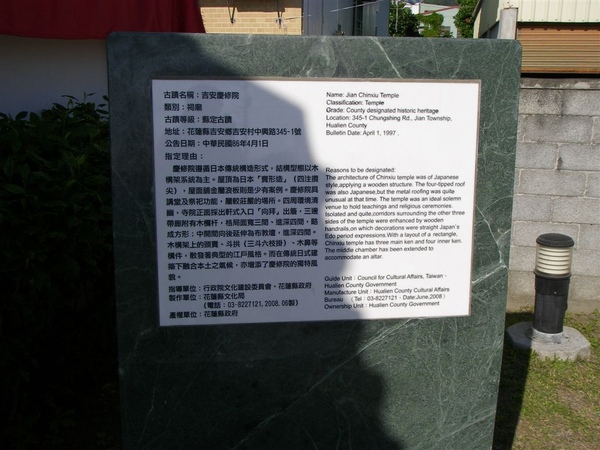 古蹟名稱：吉安慶修院
類別：祠廟
古蹟等級：縣定古蹟
地址：花蓮縣吉安鄉吉安村中興路345-1號
公告日期：中華民國86年4月1日
指定理由：
慶修院遵循日本傳統構造形式，結構型態以木
構架系統為主。屋頂為日本「寶形造」（四注攢
尖），屋面鋪金屬浪板則是少有案例。慶修院具
講堂及祭祀功能，屬較莊嚴的場所。四周環境清
幽，寺院正面採出軒式入口「向拜」出簷，三邊
帶廊附有木欄杆，格局面寬三間、進深四間，略
成方形；中間間向後延伸為布教壇，進深四間。
木構架上的頭貫、斗拱（三斗六枝掛）、木鼻等
構件，散發著典型的江戶風格。而在傳統日式建
築下融合本土之氣候，亦增添了慶修院的獨特風
貌。
指導單位：行政院文化建設委員會、花蓮縣政府
製作單位：花蓮縣文化局
（電話：03-8227121,2008.06製）
產權單位：花蓮縣政府
Name: Jian Chinxiu Temple
Classification: Temple
Grade: County designated historic heritage
Location: 345-1 Chungshing Rd., Jian Township,
Hualien County
Bulletin Date: April 1, 1997 .
Reasons to be designated:
The architecture of Chinxiu temple was of Japanese
style,applying a wooden structure. The four-tipped roof
was also Japanese,but the metal roofing was quite
unusual at that time. The temple was an ideal solemn
venue to hold teachings and religious ceremonies.
Isolated and quite,corridors surrounding the other three
sides of the temple were enhanced by wooden
handrails,on which decorations were straight Japan's
Edo period expressions.With a layout of a rectangle,
Chinxiu temple has three main ken and four inner ken.
The middle chamber has been extended to
accommodate an altar.
Guide Unit : Council for Cultural Affairs, Taiwan、
Hualien County Government
Manufacture Unit : Hualien County Cultural Affairs
Bureau （Tel : 03-8227121、Date:June,2008）
Ownership Unit : Hualien County Government